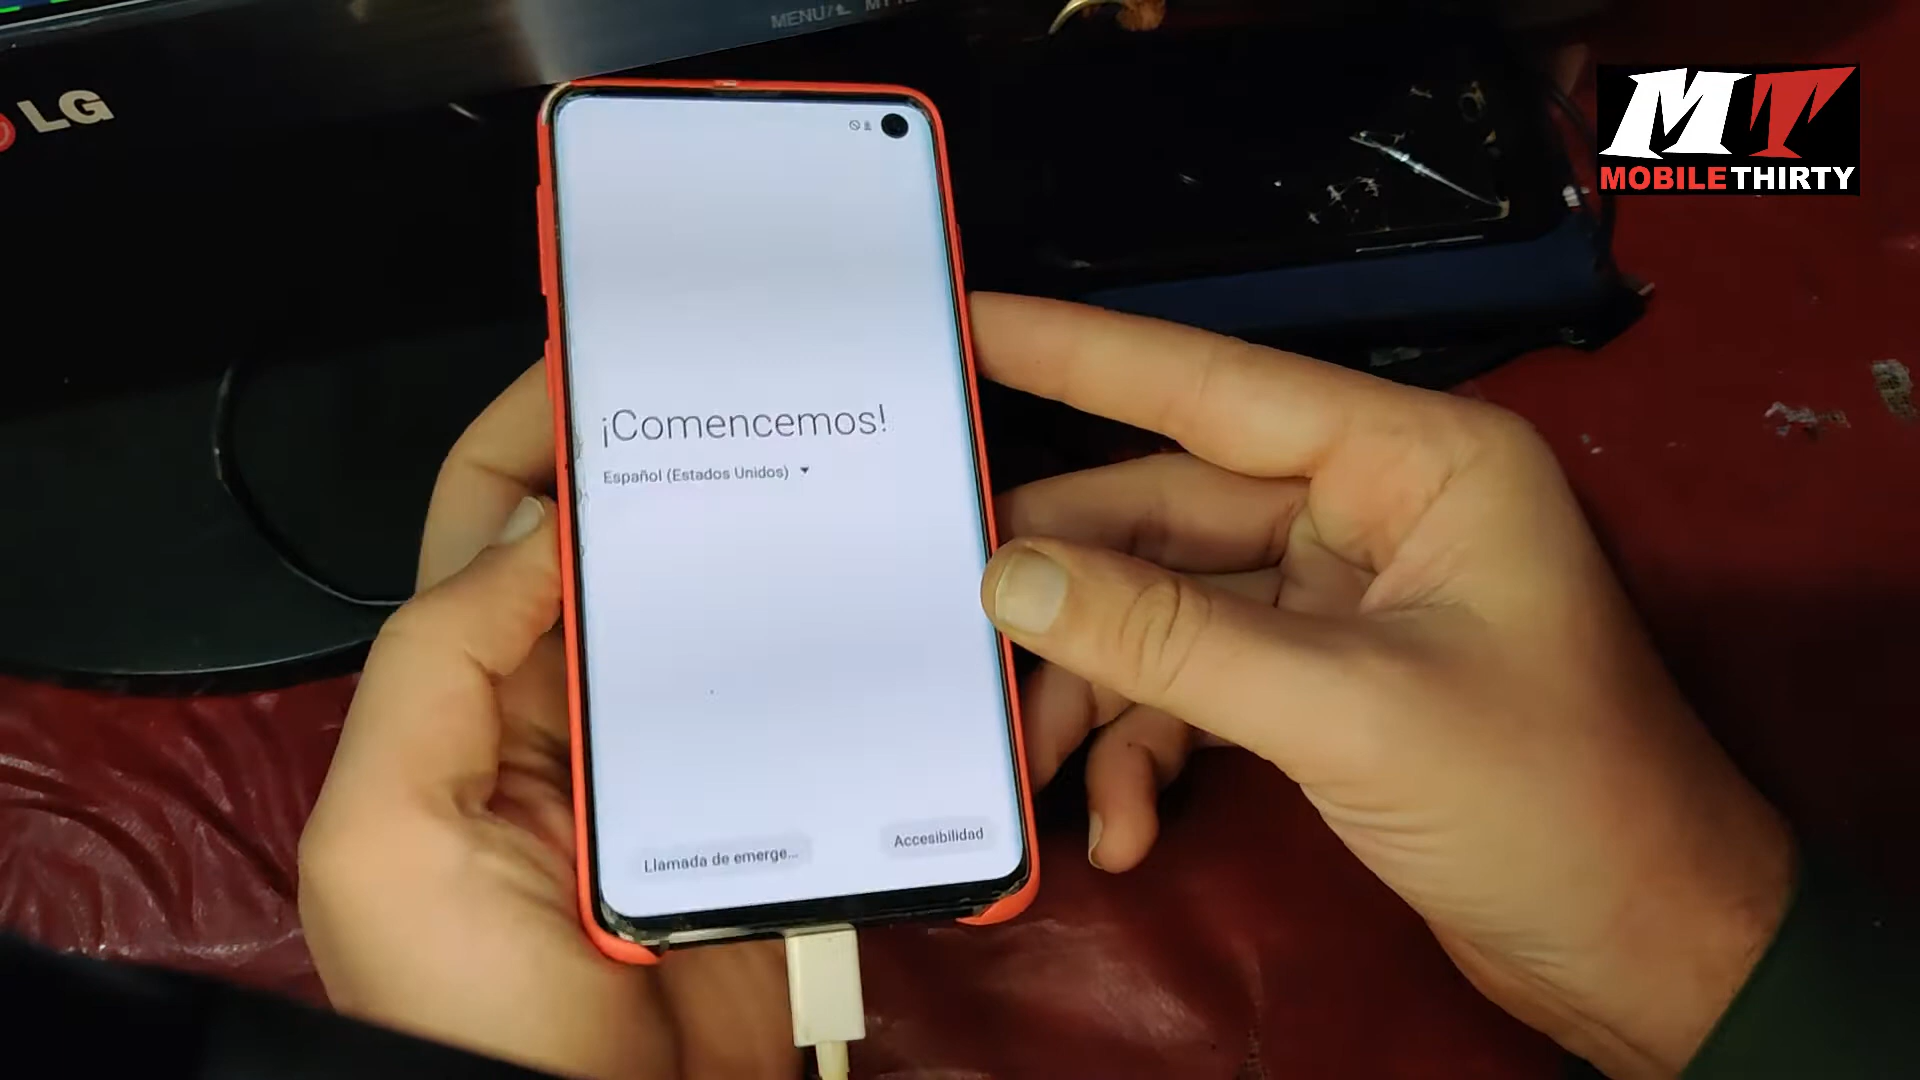 MENU/
LG
MT
MOBILETHIRTY
¡Comencemos!
Español (Estados Unidos)
Llamada de emerge...
Accesibilidad